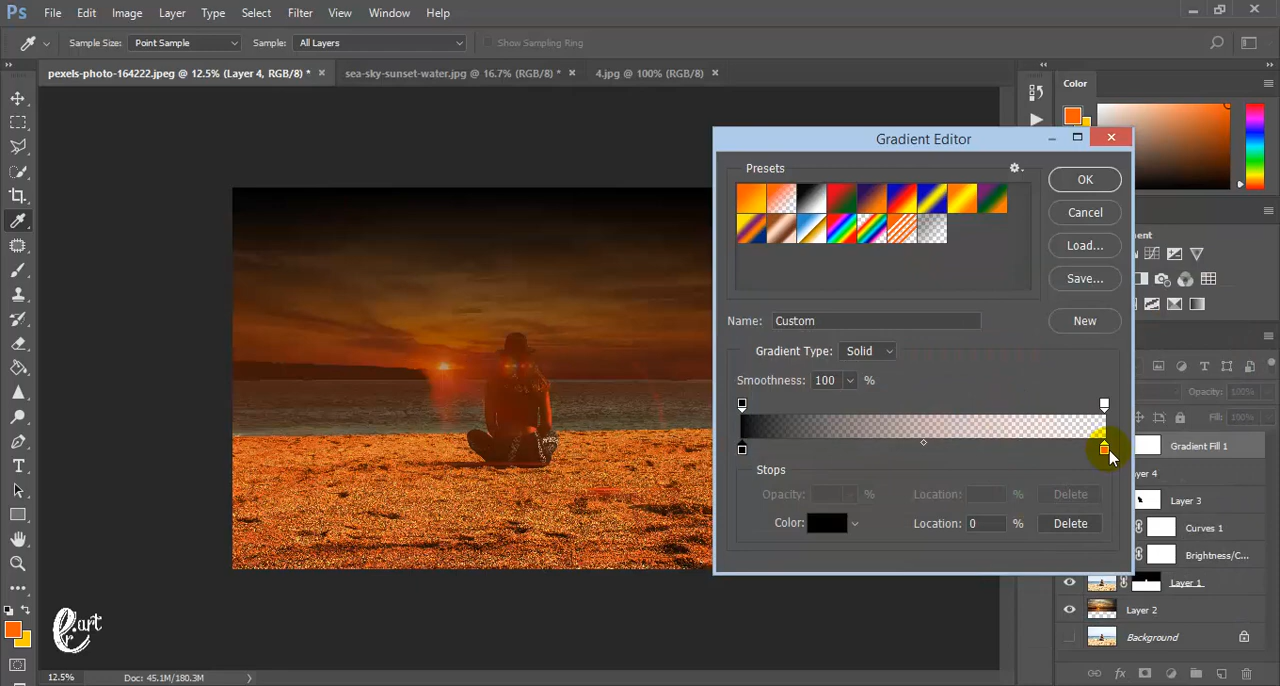 Ps File Edit Image Layer Type Select Filter 3D View Window Help
Sample Size: Point Sample Sample: All Layers Show Sampling Ring
pexels-photo-164222.jpeg @ 12.5% (Layer 4, RGB/8) * × sea-sky-sunset-water.jpg @ 16.7% (RGB/8) * × 4.jpg @ 100% (RGB/8) ×
Color
Gradient Editor
Presets
OK
Cancel
Load...
Save...
Name: Custom
New
Gradient Type: Solid
Smoothness: 100 %
Stops
Opacity: % Location: % Delete
Color: Location: 0 % Delete
Opacity: 100%
Fill: 100%
Gradient Fill 1
Layer 3
Curves 1
Brightness/C...
Layer 1
Layer 2
Background
art
12.5% Doc: 45.1M/180.3M